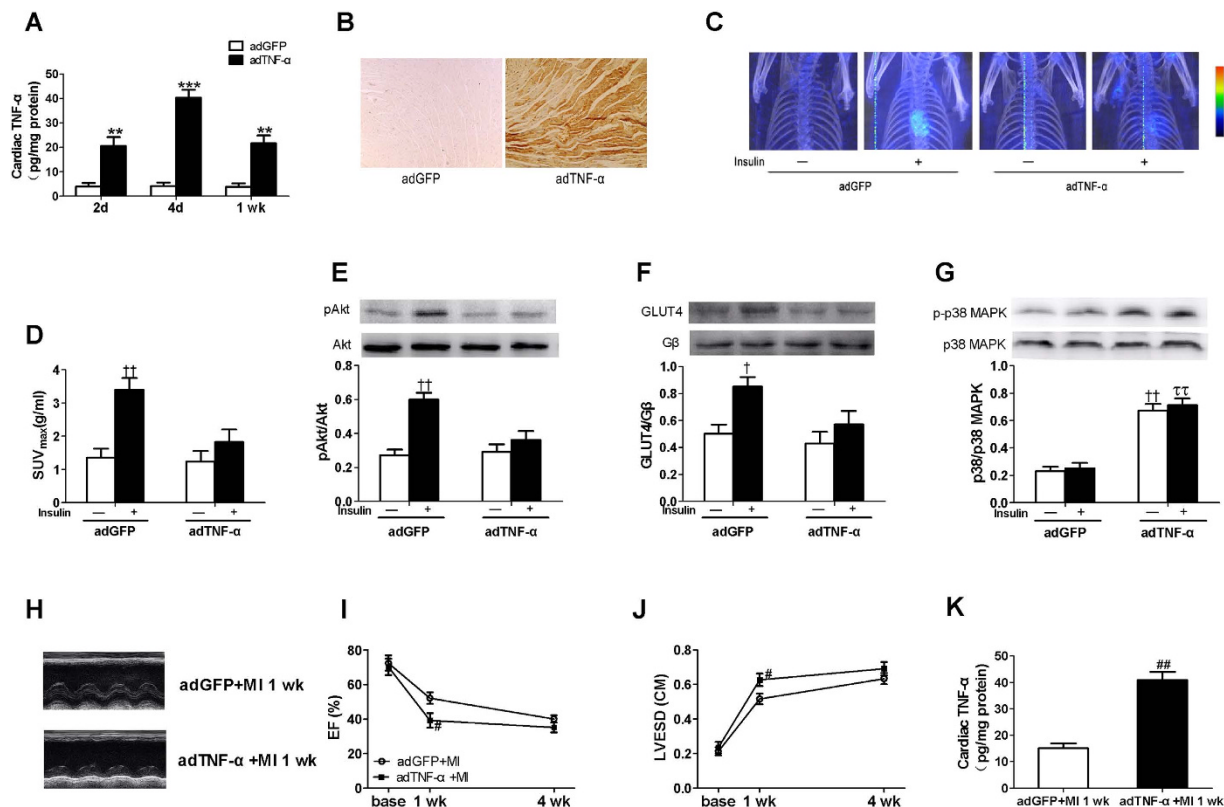 A
adGFP
adTNF-α
Cardiac TNF-α
( pg/mg protein)
50
40
30
20
10
0
**
***
**
2d
4d
1 wk
B
adGFP
adTNF-α
C
Insulin
—
+
—
+
adGFP
adTNF-α
D
SUVmax(g/ml)
4
3
2
1
0
††
Insulin
—
+
—
+
adGFP
adTNF-α
E
pAkt
Akt
pAkt/Akt
0.8
0.6
0.4
0.2
0.0
††
Insulin
—
+
—
+
adGFP
adTNF-α
F
GLUT4
Gβ
GLUT4/Gβ
1.0
0.8
0.6
0.4
0.2
0.0
†
Insulin
—
+
—
+
adGFP
adTNF-α
G
p-p38 MAPK
p38 MAPK
p38/p38 MAPK
0.8
0.6
0.4
0.2
0.0
††
ττ
Insulin
—
+
—
+
adGFP
adTNF-α
H
adGFP+MI 1 wk
adTNF-α +MI 1 wk
I
EF (%)
100
80
60
40
20
0
#
adGFP+MI
adTNF-α +MI
base
1 wk
4 wk
J
LVESD (CM)
0.8
0.6
0.4
0.2
0.0
#
base
1 wk
4 wk
K
Cardiac TNF-α
( pg/mg protein)
50
40
30
20
10
0
##
adGFP+MI 1 wk
adTNF-α +MI 1 wk